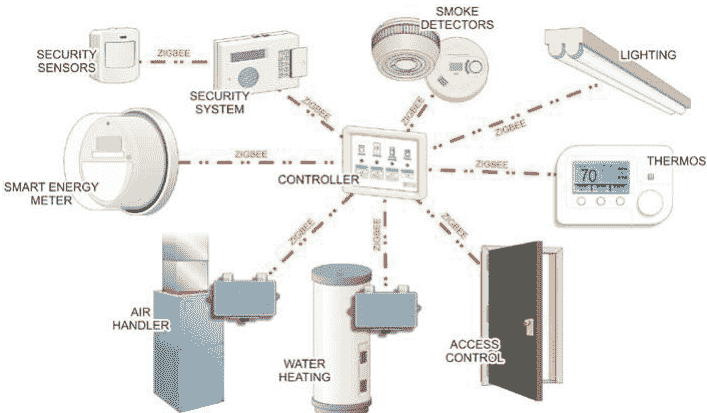 SMOKE
DETECTORS
SECURITY
SENSORS
ZIGBEE
SECURITY
SYSTEM
LIGHTING
ZIGBEE
ZIGBEE
ZIGBEE
ZIGBEE
ZIGBEE
THERMOS
70
SMART ENERGY
METER
CONTROLLER
ZIGBEE
ZIGBEE
ZIGBEE
AIR
HANDLER
WATER
HEATING
ACCESS
CONTROL